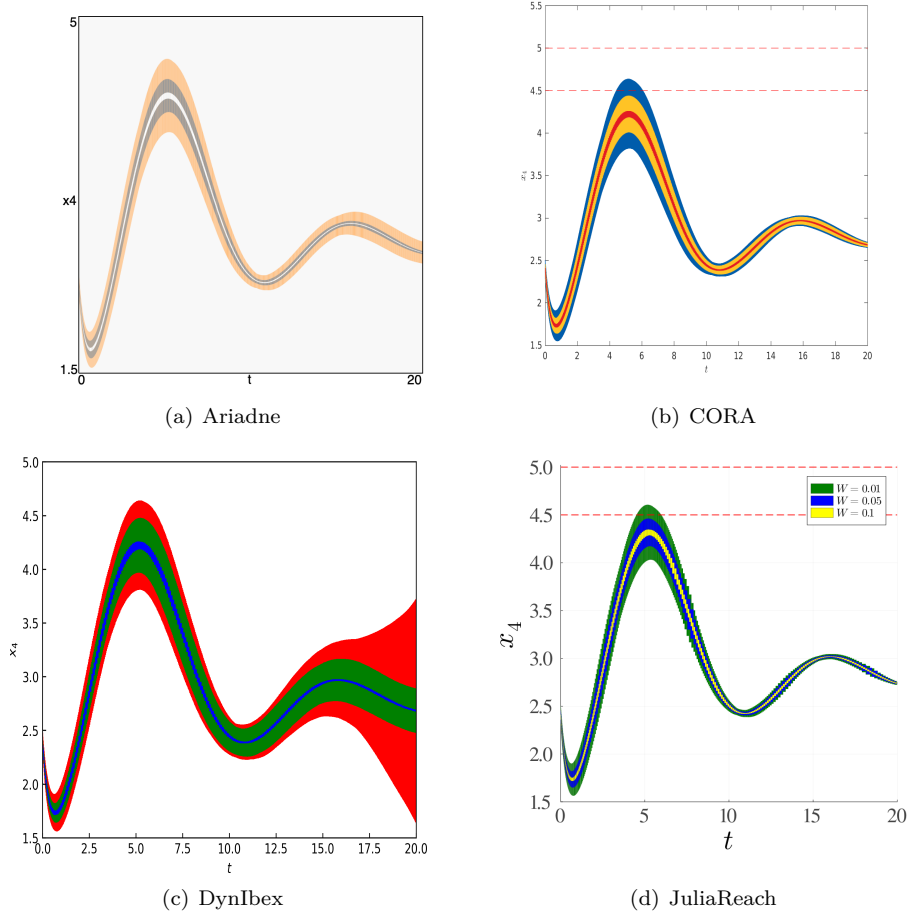 5
x4
1.5
0
t
20
(a) Ariadne
5.5
5
4.5
4
3.5
x₄
3
2.5
2
1.5
0 2 4 6 8 10 12 14 16 18 20
t
(b) CORA
5.0
4.5
4.0
3.5
x₄
3.0
2.5
2.0
1.5
0.0 2.5 5.0 7.5 10.0 12.5 15.0 17.5 20.0
t
(c) DynIbex
5.0
W = 0.01
W = 0.05
W = 0.1
4.5
4.0
3.5
x₄
3.0
2.5
2.0
1.5
0 5 10 15 20
t
(d) JuliaReach